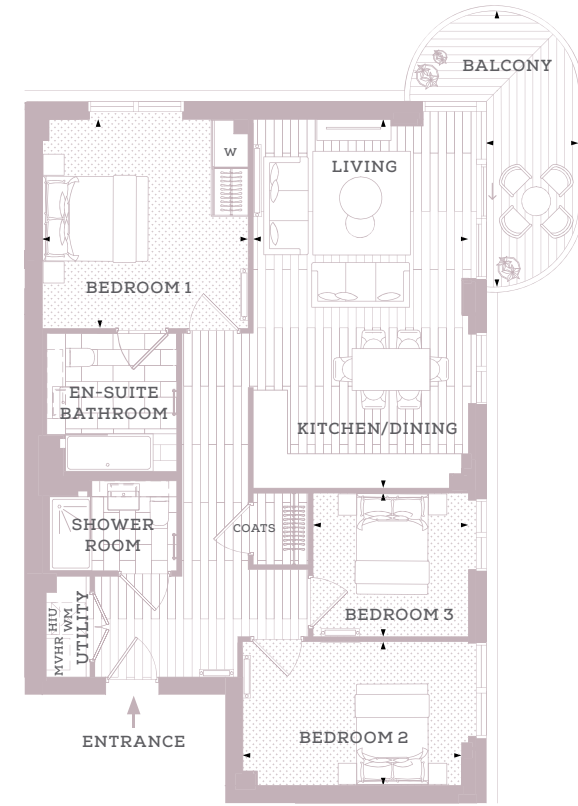 BALCONY
W
LIVING
BEDROOM 1
EN-SUITE
BATHROOM
KITCHEN/DINING
SHOWER
ROOM
COATS
BEDROOM 3
MVHR HIU
WM
UTILITY
BEDROOM 2
ENTRANCE